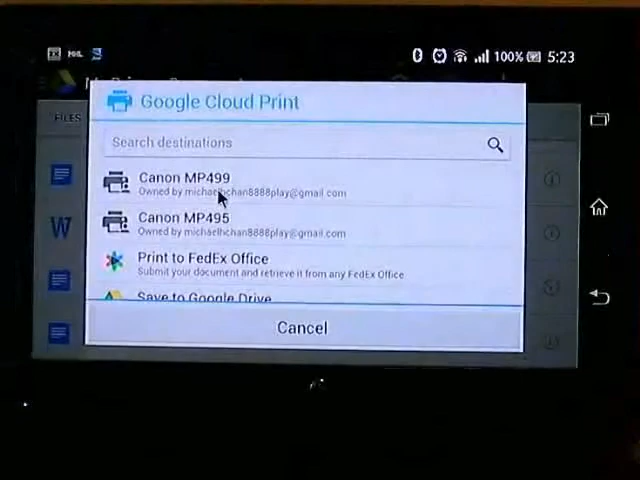 MHL
100%
5:23
Google Cloud Print
FILES
Search destinations
Canon MP499
Owned by michaelhchan8888play@gmail.com
Canon MP495
Owned by michaelhchan8888play@gmail.com
Print to FedEx Office
Submit your document and retrieve it from any FedEx Office
W
Save to Google Drive
Cancel